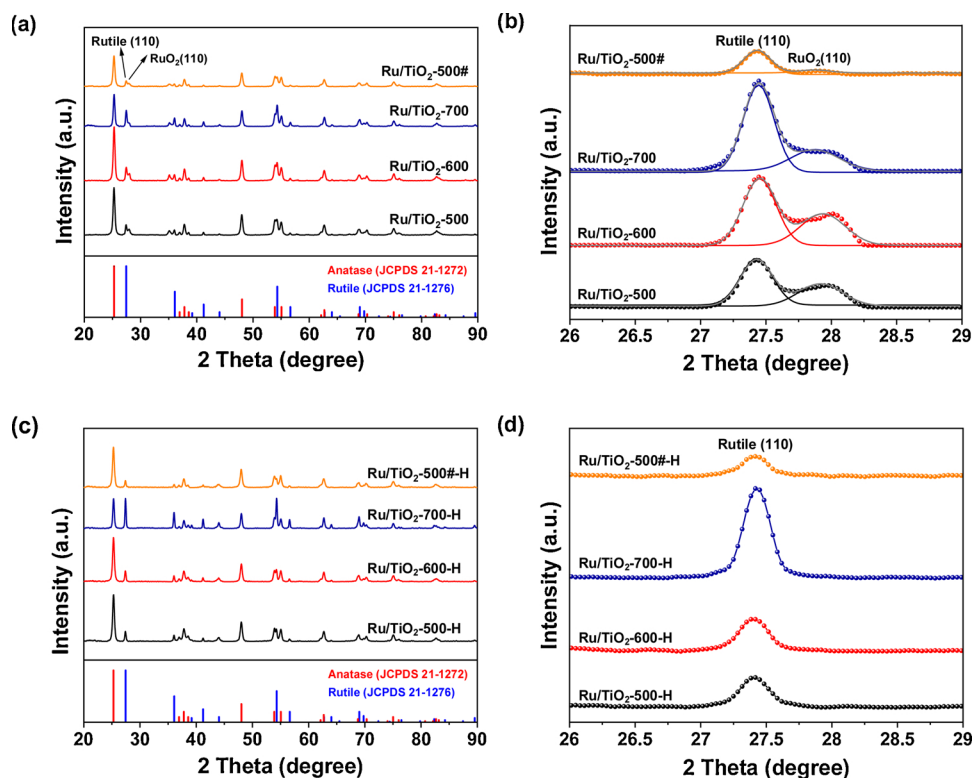 (a)
Rutile (110)
RuO₂(110)
Ru/TiO₂-500#
Ru/TiO₂-700
Ru/TiO₂-600
Ru/TiO₂-500
Anatase (JCPDS 21-1272)
Rutile (JCPDS 21-1276)
Intensity (a.u.)
20 30 40 50 60 70 80 90
2 Theta (degree)
(b)
Rutile (110)
RuO₂(110)
Ru/TiO₂-500#
Ru/TiO₂-700
Ru/TiO₂-600
Ru/TiO₂-500
Intensity (a.u.)
26 26.5 27 27.5 28 28.5 29
2 Theta (degree)
(c)
Ru/TiO₂-500#-H
Ru/TiO₂-700-H
Ru/TiO₂-600-H
Ru/TiO₂-500-H
Anatase (JCPDS 21-1272)
Rutile (JCPDS 21-1276)
Intensity (a.u.)
20 30 40 50 60 70 80 90
2 Theta (degree)
(d)
Rutile (110)
Ru/TiO₂-500#-H
Ru/TiO₂-700-H
Ru/TiO₂-600-H
Ru/TiO₂-500-H
Intensity (a.u.)
26 26.5 27 27.5 28 28.5 29
2 Theta (degree)